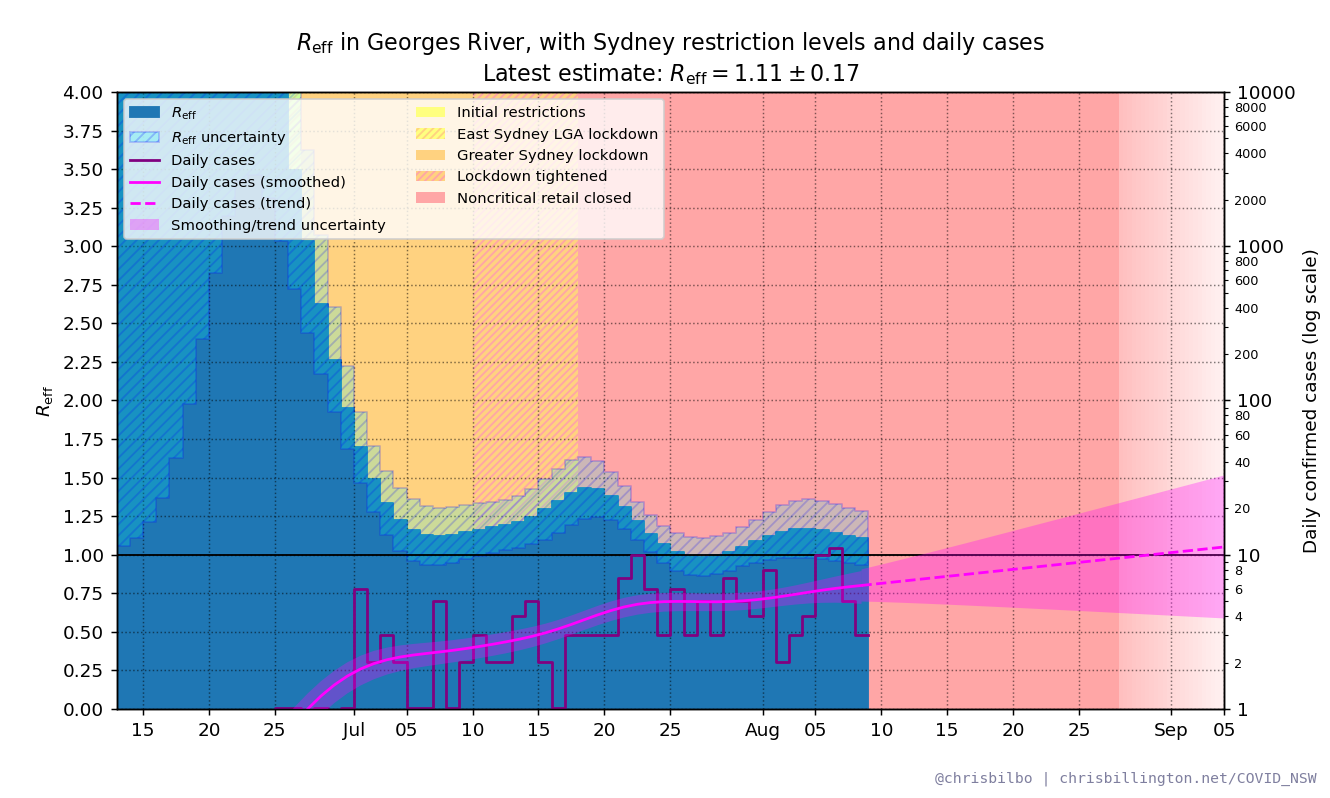 R_eff in Georges River, with Sydney restriction levels and daily cases
Latest estimate: R_eff = 1.11 ± 0.17
R_eff
R_eff uncertainty
Daily cases
Daily cases (smoothed)
Daily cases (trend)
Smoothing/trend uncertainty
Initial restrictions
East Sydney LGA lockdown
Greater Sydney lockdown
Lockdown tightened
Noncritical retail closed
R_eff
4.00
3.75
3.50
3.25
3.00
2.75
2.50
2.25
2.00
1.75
1.50
1.25
1.00
0.75
0.50
0.25
0.00
15 20 25 Jul 05 10 15 20 25 Aug 05 10 15 20 25 Sep 05
10000
8000
6000
4000
2000
1000
800
600
400
200
100
80
60
40
20
10
8
6
4
2
1
Daily confirmed cases (log scale)
@chrisbilbo | chrisbillington.net/COVID_NSW